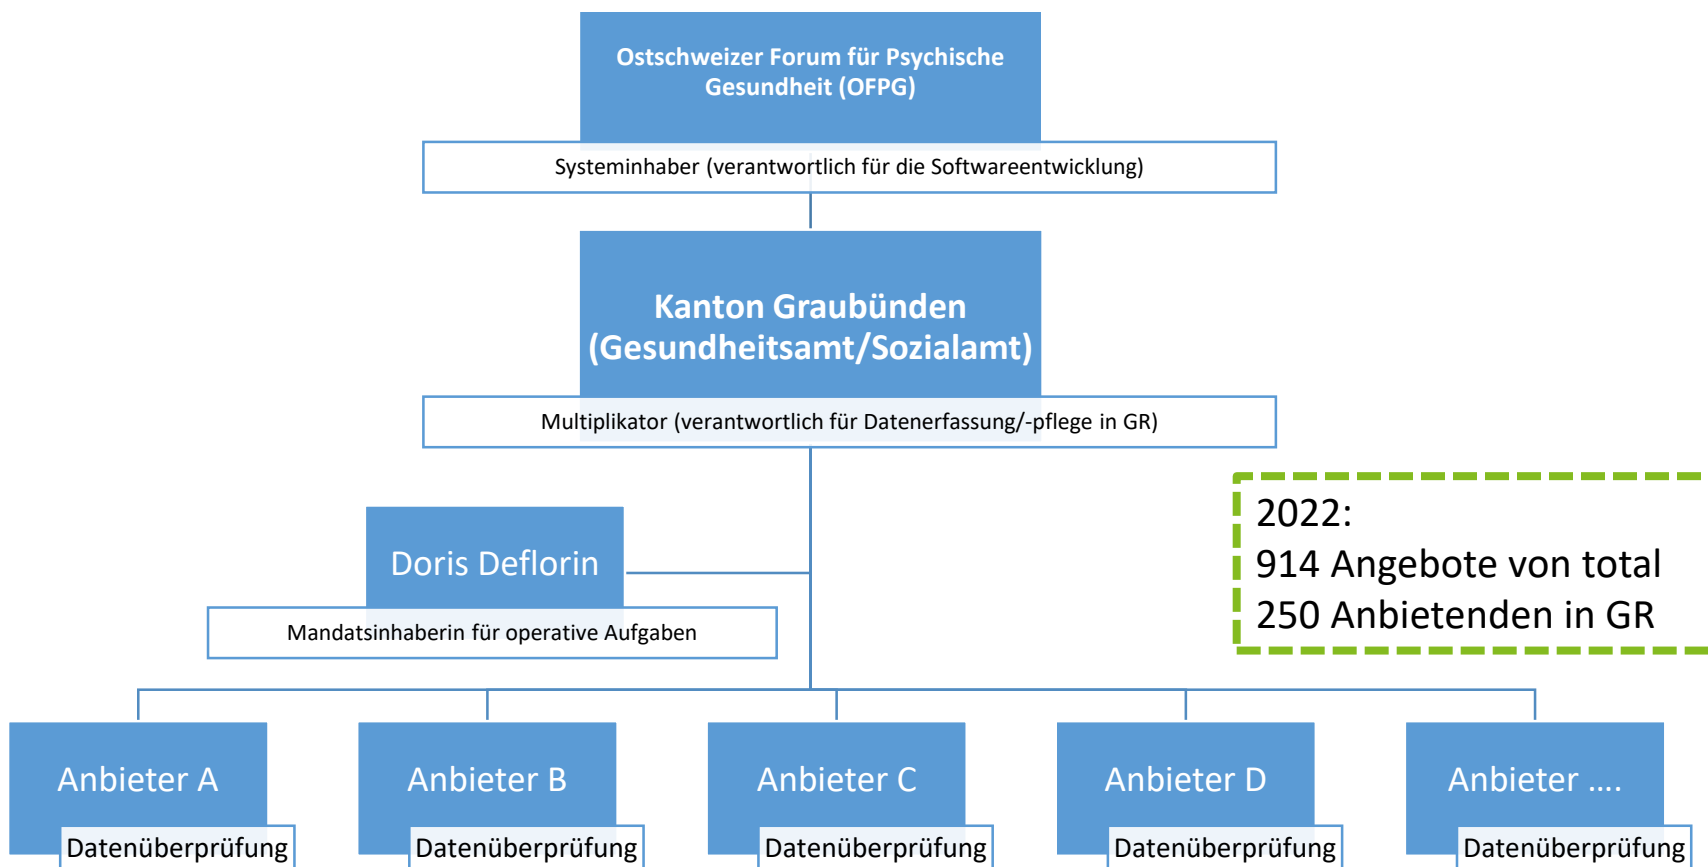 Ostschweizer Forum für Psychische
Gesundheit (OFPG)
Systeminhaber (verantwortlich für die Softwareentwicklung)
Kanton Graubünden
(Gesundheitsamt/Sozialamt)
Multiplikator (verantwortlich für Datenerfassung/-pflege in GR)
Doris Deflorin
Mandatsinhaberin für operative Aufgaben
2022:
914 Angebote von total
250 Anbietenden in GR
Anbieter A
Datenüberprüfung
Anbieter B
Datenüberprüfung
Anbieter C
Datenüberprüfung
Anbieter D
Datenüberprüfung
Anbieter ....
Datenüberprüfung